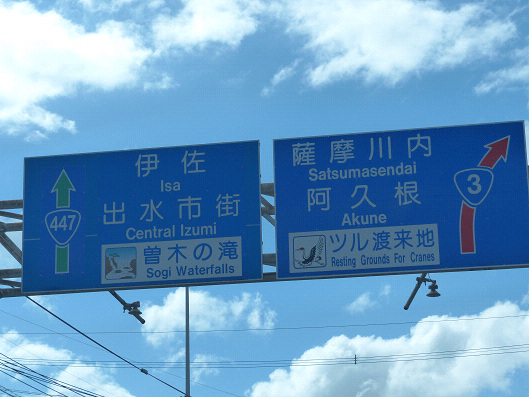 伊佐
Isa
447
出水市街
Central Izumi
曽木の滝
Sogi Waterfalls
薩摩川内
Satsumasendai
阿久根
Akune
3
ツル渡来地
Resting Grounds For Cranes